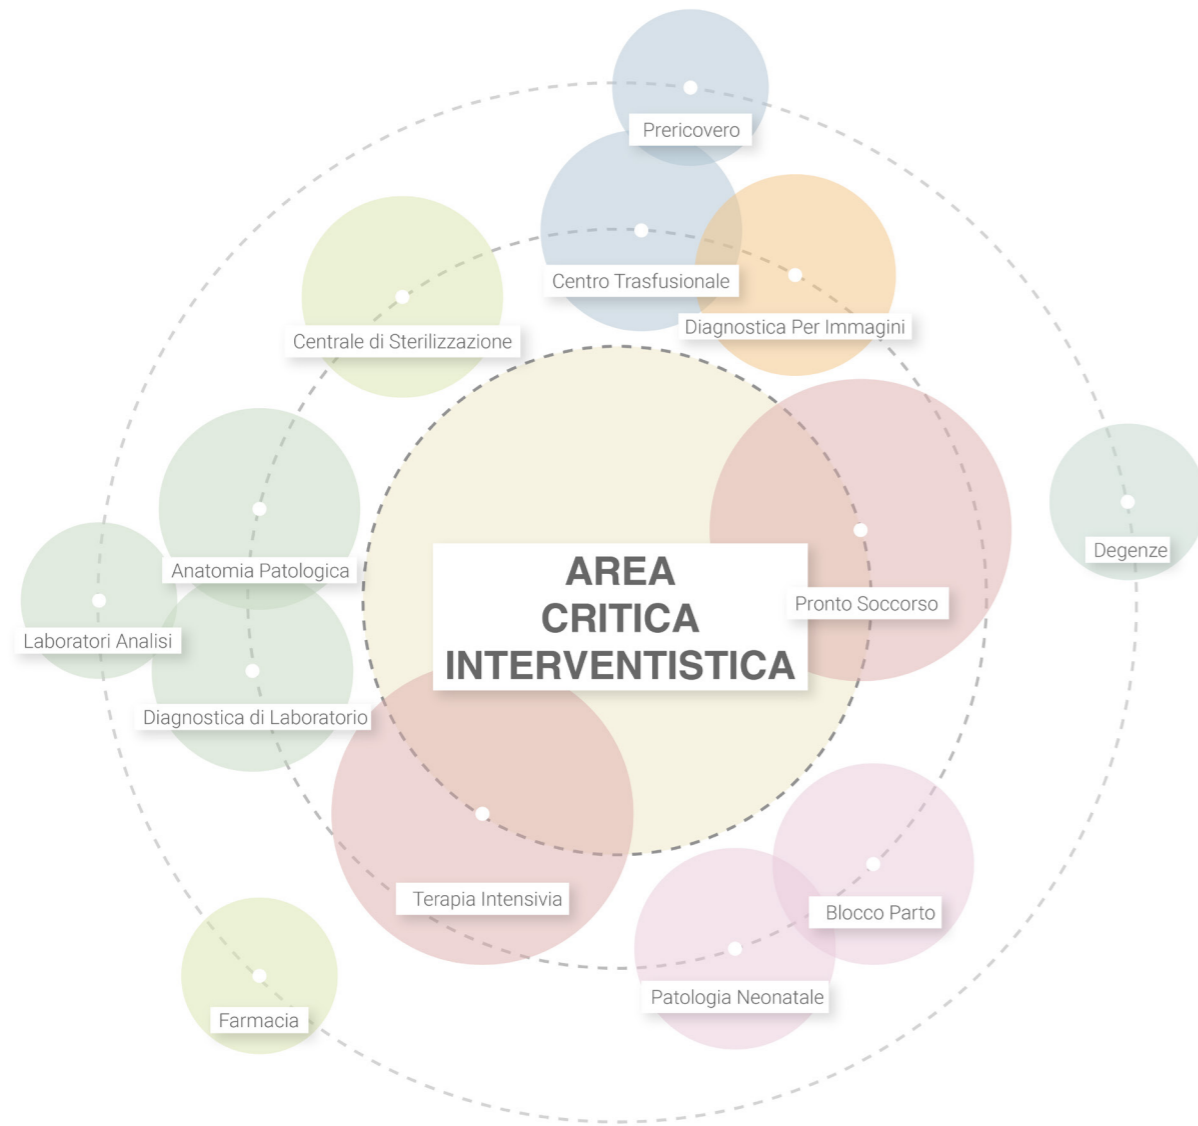 Prericovero
Centro Trasfusionale
Diagnostica Per Immagini
Centrale di Sterilizzazione
Anatomia Patologica
Degenze
AREA
CRITICA
INTERVENTISTICA
Pronto Soccorso
Laboratori Analisi
Diagnostica di Laboratorio
Terapia Intensivia
Blocco Parto
Patologia Neonatale
Farmacia